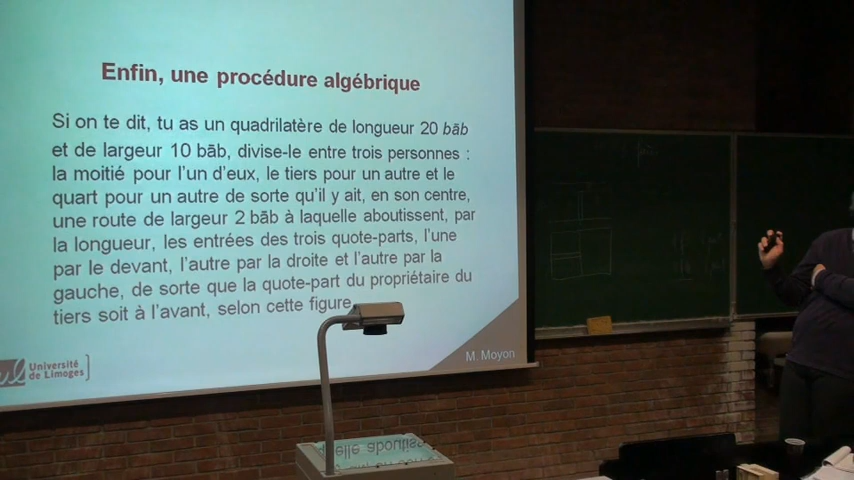 Enfin, une procédure algébrique
Si on te dit, tu as un quadrilatère de longueur 20 bāb
et de largeur 10 bāb, divise-le entre trois personnes :
la moitié pour l'un d'eux, le tiers pour un autre et le
quart pour un autre de sorte qu'il y ait, en son centre,
une route de largeur 2 bāb à laquelle aboutissent, par
la longueur, les entrées des trois quote-parts, l'une
par le devant, l'autre par la droite et l'autre par la
gauche, de sorte que la quote-part du propriétaire du
tiers soit à l'avant, selon cette figure
M. Moyon
ul Université
de Limoges
elle aboutiss